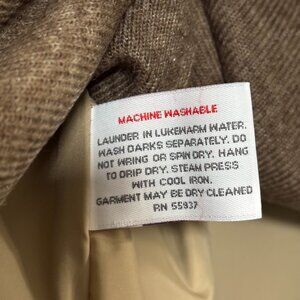 MACHINE WASHABLE
LAUNDER IN LUKEWARM WATER.
WASH DARKS SEPARATELY. DO
NOT WRING OR SPIN DRY. HANG
TO DRIP DRY. STEAM PRESS
WITH COOL IRON.
GARMENT MAY BE DRY CLEANED
RN 55937